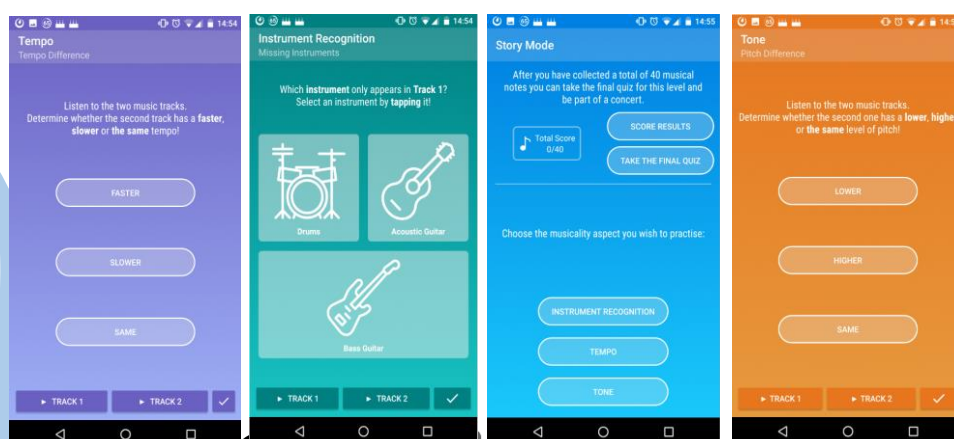 14:54
Tempo
Tempo Difference
Listen to the two music tracks.
Determine whether the second track has a faster,
slower or the same tempo!
FASTER
SLOWER
SAME
TRACK 1
TRACK 2
14:54
Instrument Recognition
Missing Instruments
Which instrument only appears in Track 1?
Select an instrument by tapping it!
Drums
Acoustic Guitar
Bass Guitar
TRACK 1
TRACK 2
14:55
Story Mode
After you have collected a total of 40 musical
notes you can take the final quiz for this level and
be part of a concert.
Total Score
0/40
SCORE RESULTS
TAKE THE FINAL QUIZ
Choose the musicality aspect you wish to practise:
INSTRUMENT RECOGNITION
TEMPO
TONE
Tone
Pitch Difference
Listen to the two music tracks.
Determine whether the second one has a lower, highe
or the same level of pitch!
LOWER
HIGHER
SAME
TRACK 1
TRACK 2